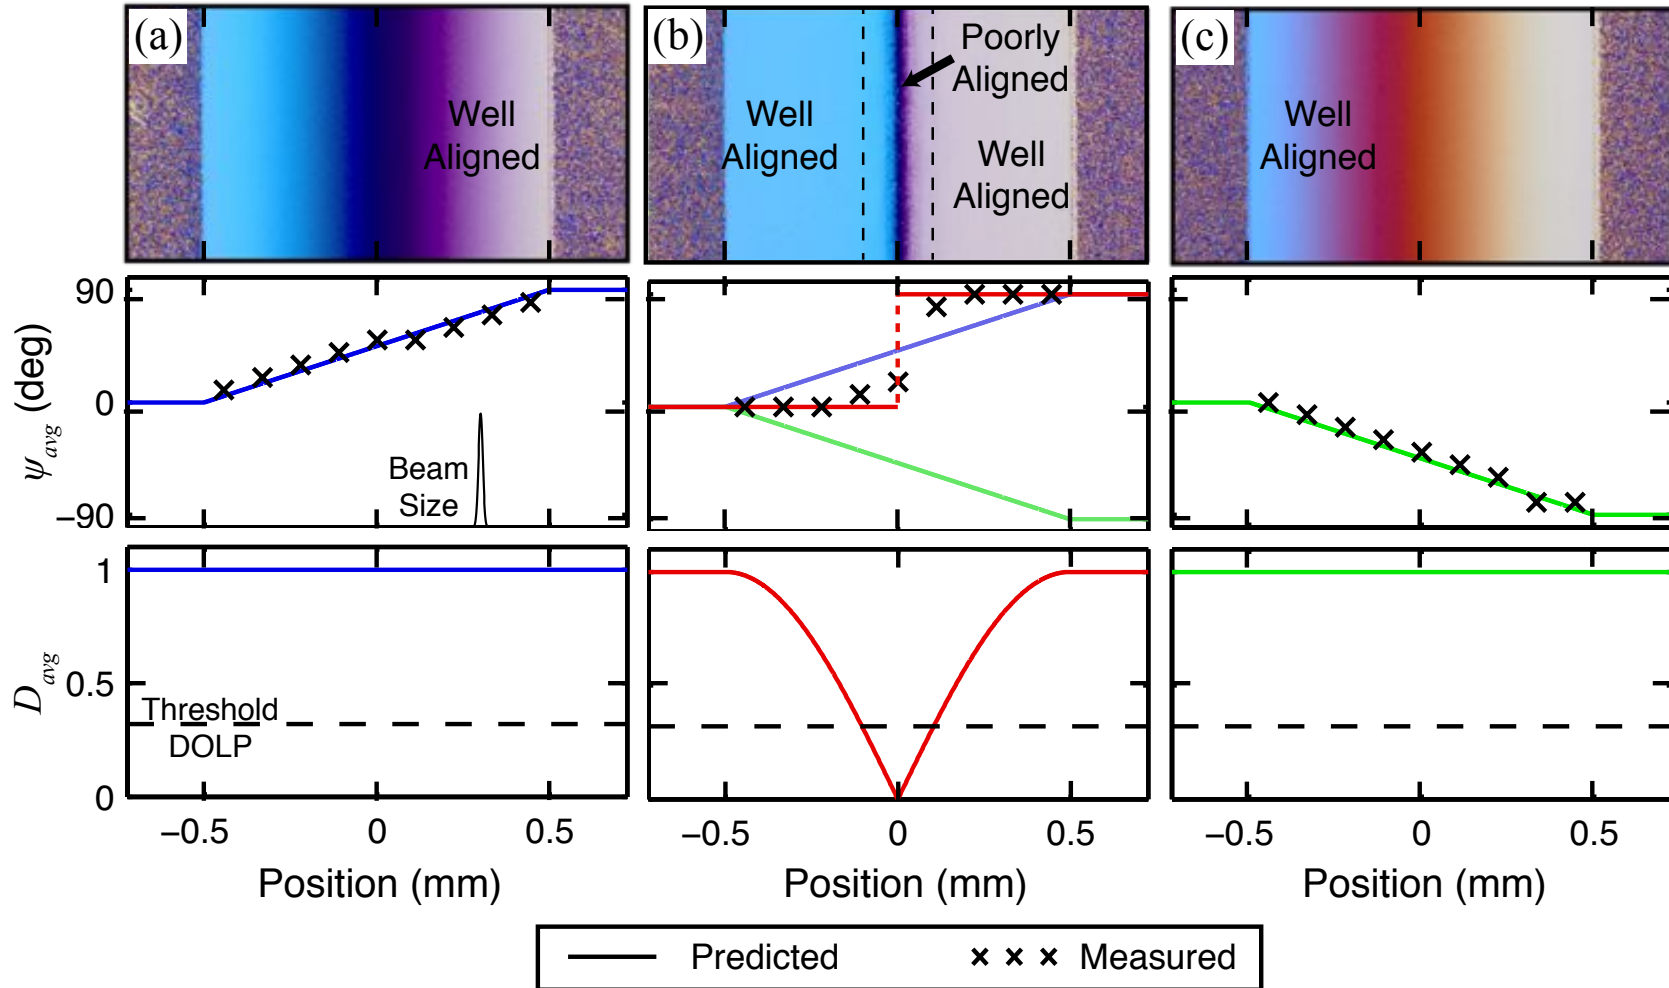 (a)
Well
Aligned
(b)
Poorly
Aligned
Well
Aligned
Well
Aligned
(c)
Well
Aligned
90
0
−90
ψavg (deg)
Beam
Size
1
0.5
0
Davg
Threshold
DOLP
−0.5 0 0.5
−0.5 0 0.5
−0.5 0 0.5
Position (mm)
Position (mm)
Position (mm)
Predicted
Measured